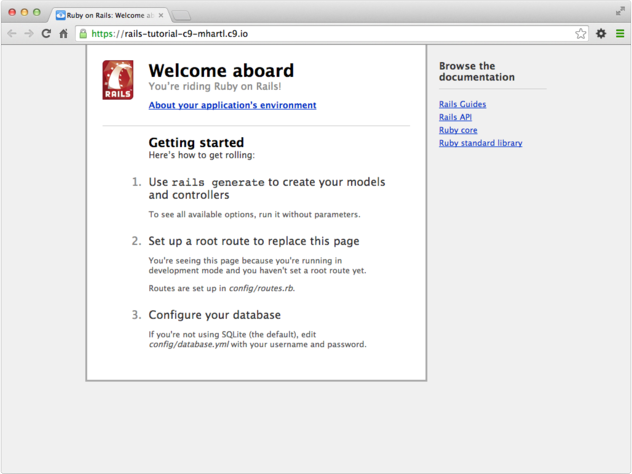 Ruby on Rails: Welcome ab
https://rails-tutorial-c9-mhartl.c9.io
RAILS
Welcome aboard
You're riding Ruby on Rails!
About your application's environment
Getting started
Here's how to get rolling:
1. Use rails generate to create your models
and controllers
To see all available options, run it without parameters.
2. Set up a root route to replace this page
You're seeing this page because you're running in
development mode and you haven't set a root route yet.
Routes are set up in config/routes.rb.
3. Configure your database
If you're not using SQLite (the default), edit
config/database.yml with your username and password.
Browse the
documentation
Rails Guides
Rails API
Ruby core
Ruby standard library